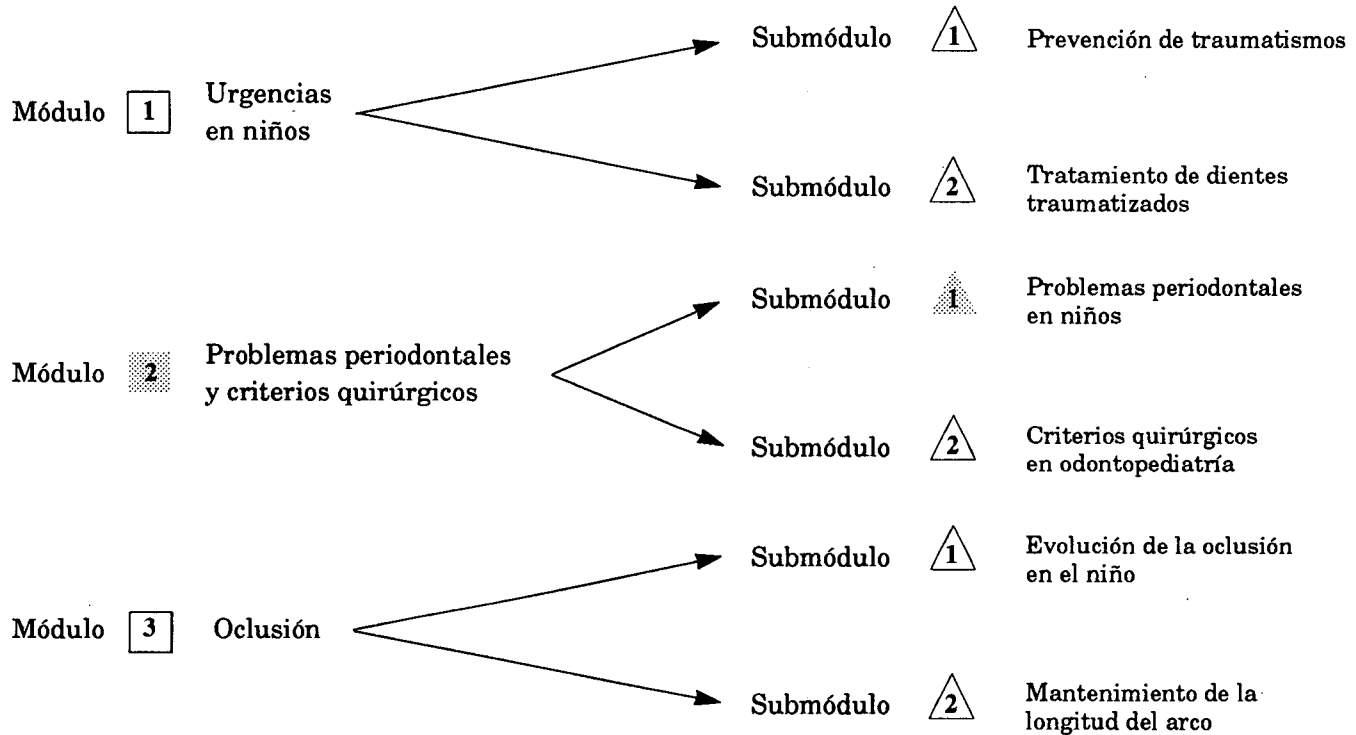 Submódulo 1 Prevención de traumatismos
Módulo 1 Urgencias
en niños
Submódulo 2 Tratamiento de dientes
traumatizados
Submódulo 1 Problemas periodontales
en niños
Módulo 2 Problemas periodontales
y criterios quirúrgicos
Submódulo 2 Criterios quirúrgicos
en odontopediatría
Submódulo 1 Evolución de la oclusión
en el niño
Módulo 3 Oclusión
Submódulo 2 Mantenimiento de la
longitud del arco